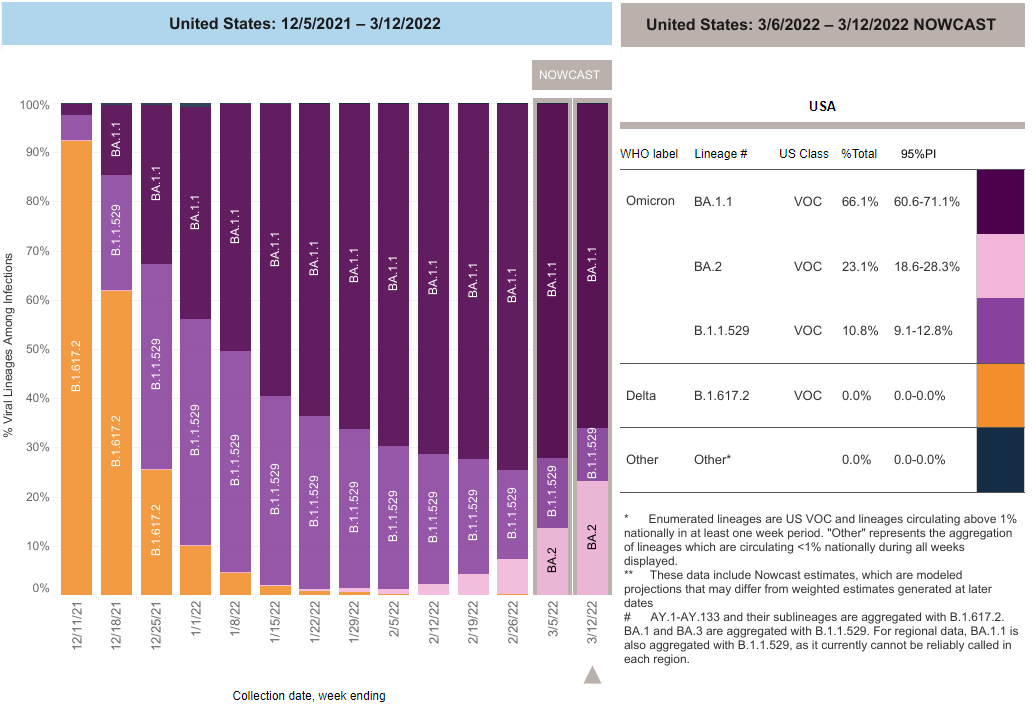 United States: 12/5/2021 – 3/12/2022
NOWCAST
% Viral Lineages Among Infections
100%
90%
80%
70%
60%
50%
40%
30%
20%
10%
0%
B.1.617.2
BA.1.1
B.1.1.529
B.1.617.2
BA.1.1
B.1.1.529
B.1.617.2
BA.1.1
B.1.1.529
BA.1.1
B.1.1.529
BA.1.1
B.1.1.529
BA.1.1
B.1.1.529
BA.1.1
B.1.1.529
BA.1.1
B.1.1.529
BA.1.1
B.1.1.529
BA.1.1
B.1.1.529
BA.1.1
B.1.1.529
BA.1.1
B.1.1.529
BA.2
BA.1.1
B.1.1.529
BA.2
12/11/21
12/18/21
12/25/21
1/1/22
1/8/22
1/15/22
1/22/22
1/29/22
2/5/22
2/12/22
2/19/22
2/26/22
3/5/22
3/12/22
Collection date, week ending
United States: 3/6/2022 – 3/12/2022 NOWCAST
USA
WHO label Lineage # US Class %Total 95%PI
Omicron BA.1.1 VOC 66.1% 60.6-71.1%
BA.2 VOC 23.1% 18.6-28.3%
B.1.1.529 VOC 10.8% 9.1-12.8%
Delta B.1.617.2 VOC 0.0% 0.0-0.0%
Other Other* 0.0% 0.0-0.0%
* Enumerated lineages are US VOC and lineages circulating above 1%
nationally in at least one week period. "Other" represents the aggregation
of lineages which are circulating <1% nationally during all weeks
displayed.
** These data include Nowcast estimates, which are modeled
projections that may differ from weighted estimates generated at later
dates
# AY.1-AY.133 and their sublineages are aggregated with B.1.617.2.
BA.1 and BA.3 are aggregated with B.1.1.529. For regional data, BA.1.1 is
also aggregated with B.1.1.529, as it currently cannot be reliably called in
each region.